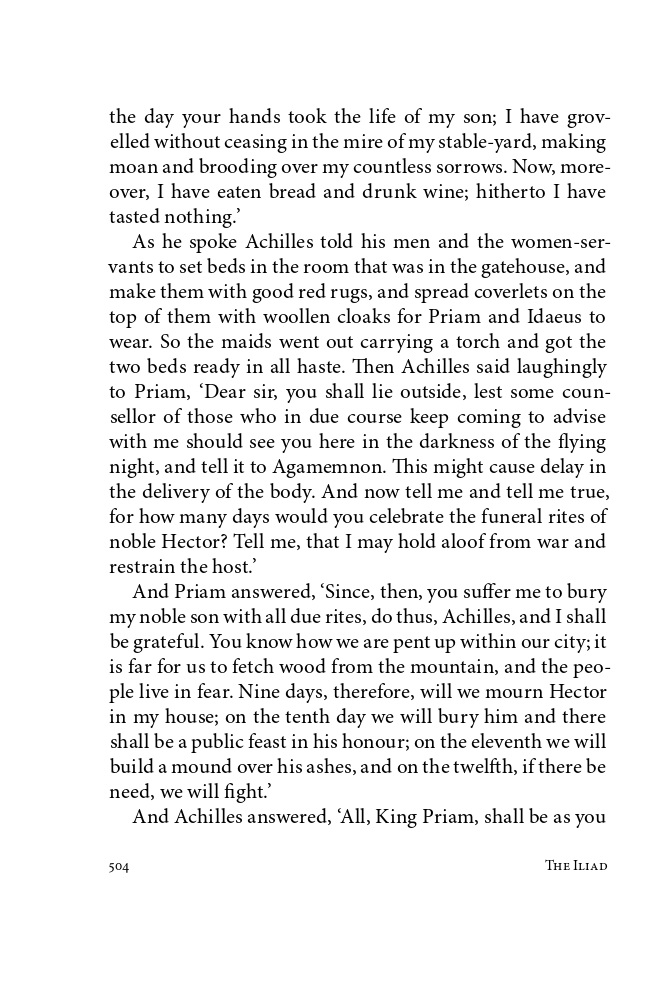 the day your hands took the life of my son; I have grov-
elled without ceasing in the mire of my stable-yard, making
moan and brooding over my countless sorrows. Now, more-
over, I have eaten bread and drunk wine; hitherto I have
tasted nothing.’
As he spoke Achilles told his men and the women-ser-
vants to set beds in the room that was in the gatehouse, and
make them with good red rugs, and spread coverlets on the
top of them with woollen cloaks for Priam and Idaeus to
wear. So the maids went out carrying a torch and got the
two beds ready in all haste. Then Achilles said laughingly
to Priam, ‘Dear sir, you shall lie outside, lest some coun-
sellor of those who in due course keep coming to advise
with me should see you here in the darkness of the flying
night, and tell it to Agamemnon. This might cause delay in
the delivery of the body. And now tell me and tell me true,
for how many days would you celebrate the funeral rites of
noble Hector? Tell me, that I may hold aloof from war and
restrain the host.’
And Priam answered, ‘Since, then, you suffer me to bury
my noble son with all due rites, do thus, Achilles, and I shall
be grateful. You know how we are pent up within our city; it
is far for us to fetch wood from the mountain, and the peo-
ple live in fear. Nine days, therefore, will we mourn Hector
in my house; on the tenth day we will bury him and there
shall be a public feast in his honour; on the eleventh we will
build a mound over his ashes, and on the twelfth, if there be
need, we will fight.’
And Achilles answered, ‘All, King Priam, shall be as you
504 The Iliad